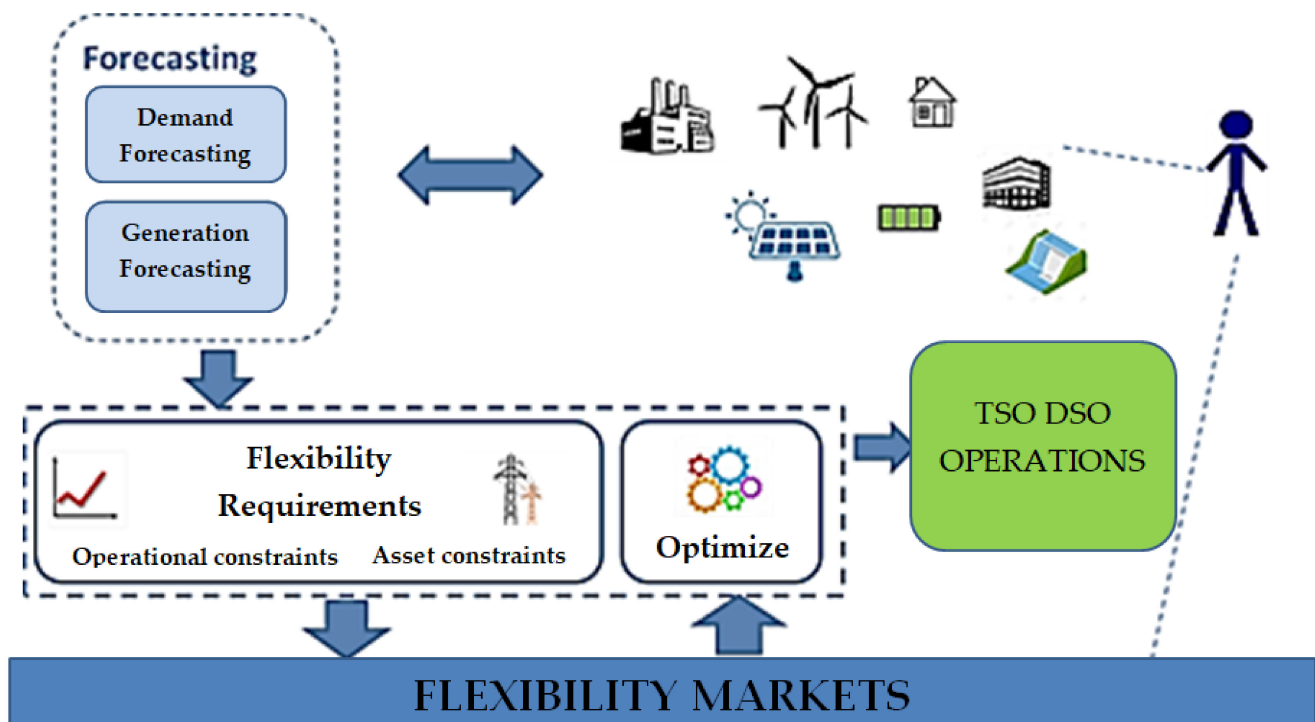 Forecasting
Demand
Forecasting
Generation
Forecasting
TSO DSO
OPERATIONS
Flexibility
Requirements
Operational constraints
Asset constraints
Optimize
FLEXIBILITY MARKETS